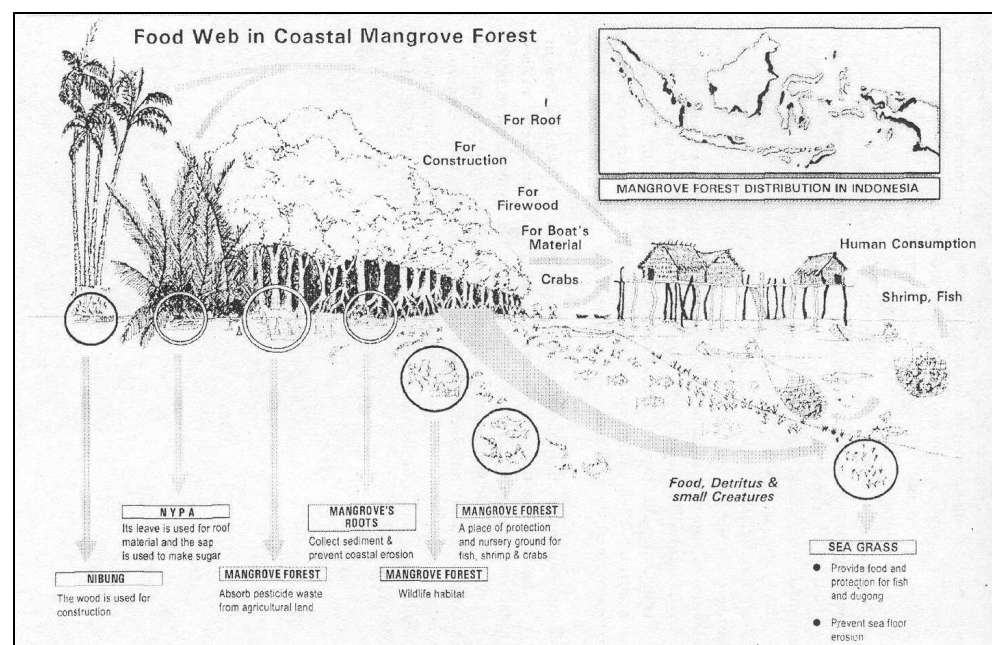 Food Web in Coastal Mangrove Forest
For Roof
For
Construction
For
Firewood
For Boat's
Material
Crabs
MANGROVE FOREST DISTRIBUTION IN INDONESIA
Human Consumption
Shrimp, Fish
Food, Detritus &
small Creatures
NIBUNG
The wood is used for
construction
NYPA
Its leave is used for roof
material and the sap
is used to make sugar
MANGROVE FOREST
Absorb pesticide waste
from agricultural land
MANGROVE'S
ROOTS
Collect sediment &
prevent coastal erosion
MANGROVE FOREST
Wildlife habitat
MANGROVE FOREST
A place of protection
and nursery ground for
fish, shrimp & crabs
SEA GRASS
● Provide food and
protection for fish
and dugong
● Prevent sea floor
erosion